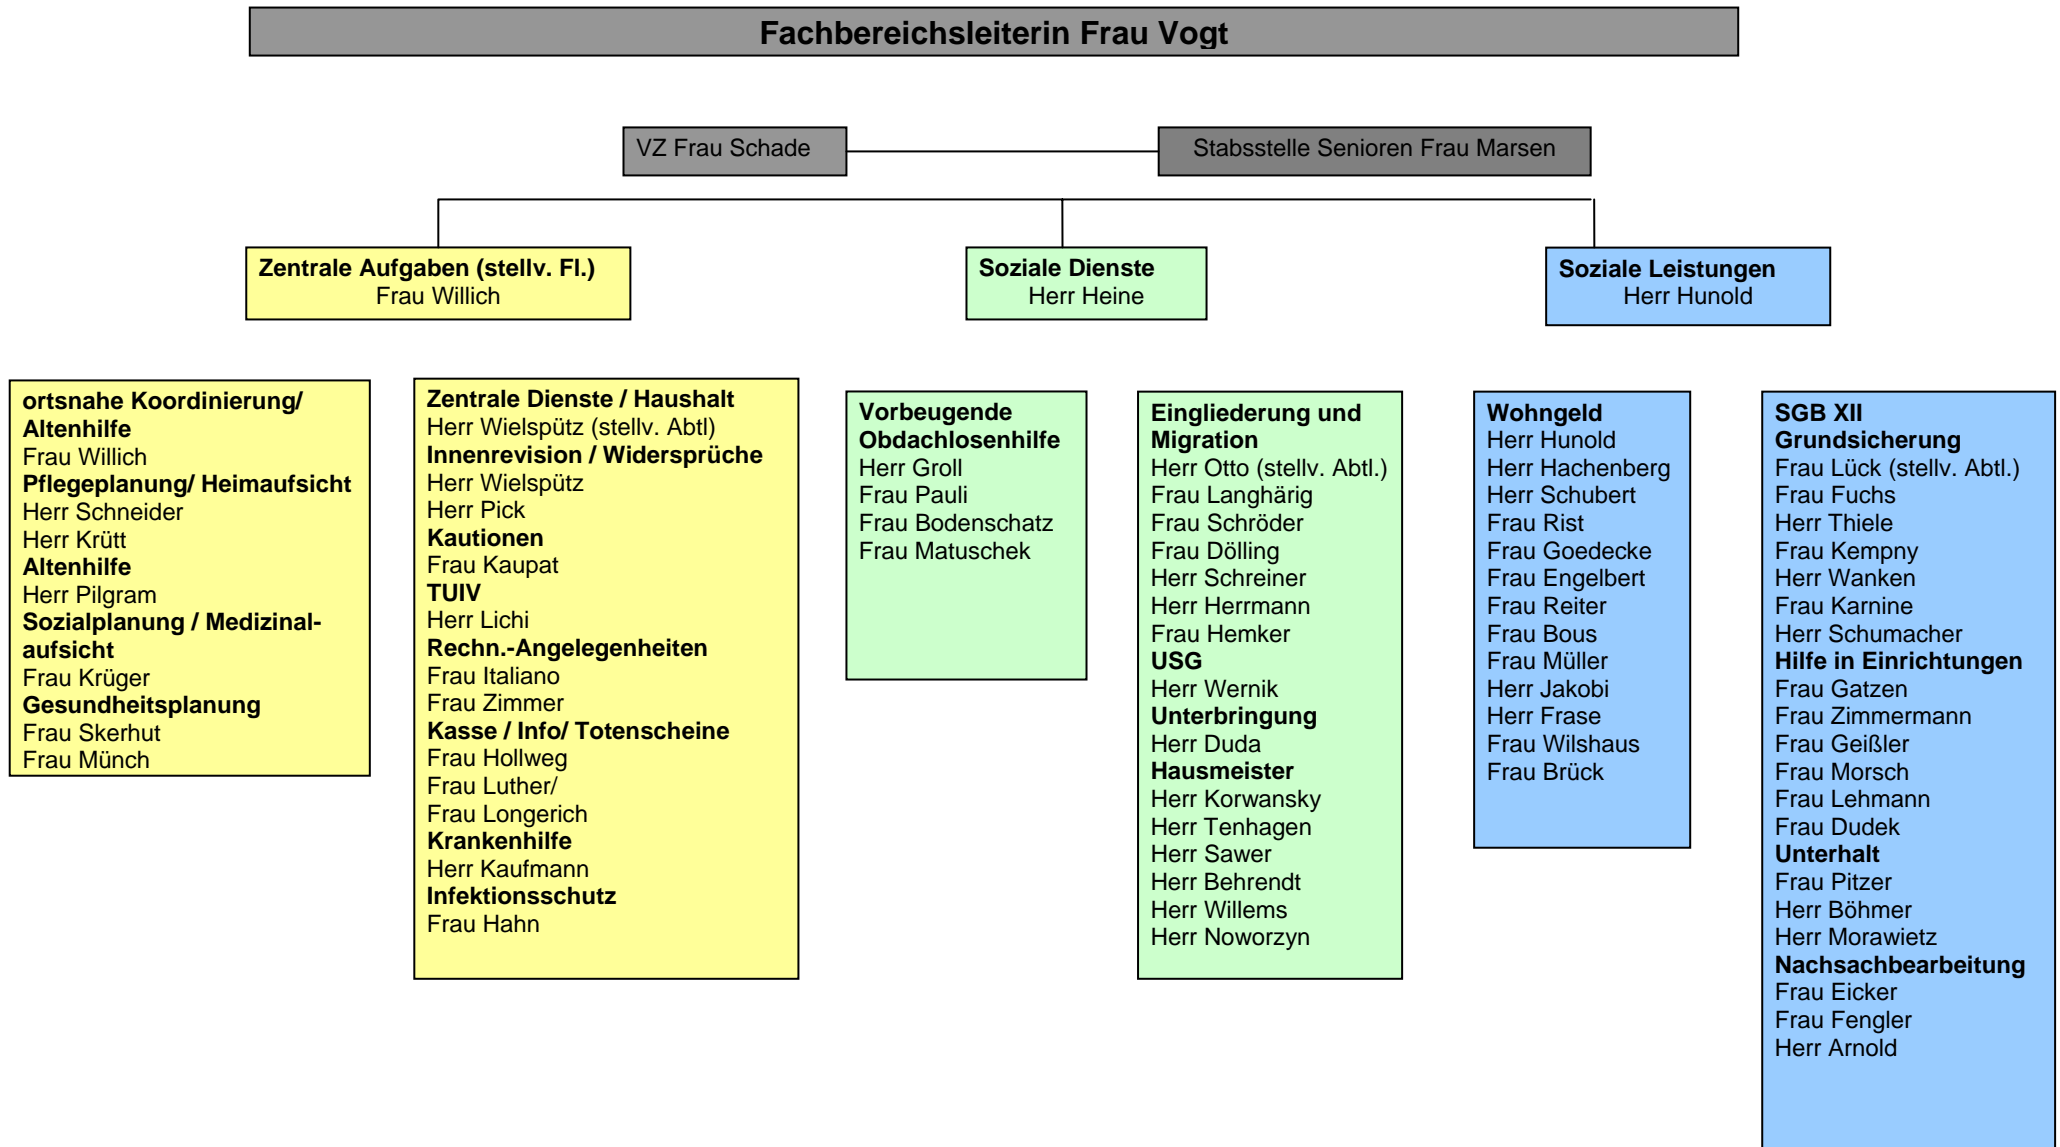 Fachbereichsleiterin Frau Vogt
VZ Frau Schade
Stabsstelle Senioren Frau Marsen
Zentrale Aufgaben (stellv. Fl.)
Frau Willich
Soziale Dienste
Herr Heine
Soziale Leistungen
Herr Hunold
ortsnahe Koordinierung/
Altenhilfe
Frau Willich
Pflegeplanung/ Heimaufsicht
Herr Schneider
Herr Krütt
Altenhilfe
Herr Pilgram
Sozialplanung / Medizinal-
aufsicht
Frau Krüger
Gesundheitsplanung
Frau Skerhut
Frau Münch
Zentrale Dienste / Haushalt
Herr Wielspütz (stellv. Abtl)
Innenrevision / Widersprüche
Herr Wielspütz
Herr Pick
Kautionen
Frau Kaupat
TUIV
Herr Lichi
Rechn.-Angelegenheiten
Frau Italiano
Frau Zimmer
Kasse / Info/ Totenscheine
Frau Hollweg
Frau Luther/
Frau Longerich
Krankenhilfe
Herr Kaufmann
Infektionsschutz
Frau Hahn
Vorbeugende
Obdachlosenhilfe
Herr Groll
Frau Pauli
Frau Bodenschatz
Frau Matuschek
Eingliederung und
Migration
Herr Otto (stellv. Abtl.)
Frau Langhärig
Frau Schröder
Frau Dölling
Herr Schreiner
Herr Herrmann
Frau Hemker
USG
Herr Wernik
Unterbringung
Herr Duda
Hausmeister
Herr Korwansky
Herr Tenhagen
Herr Sawer
Herr Behrendt
Herr Willems
Herr Noworzyn
Wohngeld
Herr Hunold
Herr Hachenberg
Herr Schubert
Frau Rist
Frau Goedecke
Frau Engelbert
Frau Reiter
Frau Bous
Frau Müller
Herr Jakobi
Herr Frase
Frau Wilshaus
Frau Brück
SGB XII
Grundsicherung
Frau Lück (stellv. Abtl.)
Frau Fuchs
Herr Thiele
Frau Kempny
Herr Wanken
Frau Karnine
Herr Schumacher
Hilfe in Einrichtungen
Frau Gatzen
Frau Zimmermann
Frau Geißler
Frau Morsch
Frau Lehmann
Frau Dudek
Unterhalt
Frau Pitzer
Herr Böhmer
Herr Morawietz
Nachsachbearbeitung
Frau Eicker
Frau Fengler
Herr Arnold